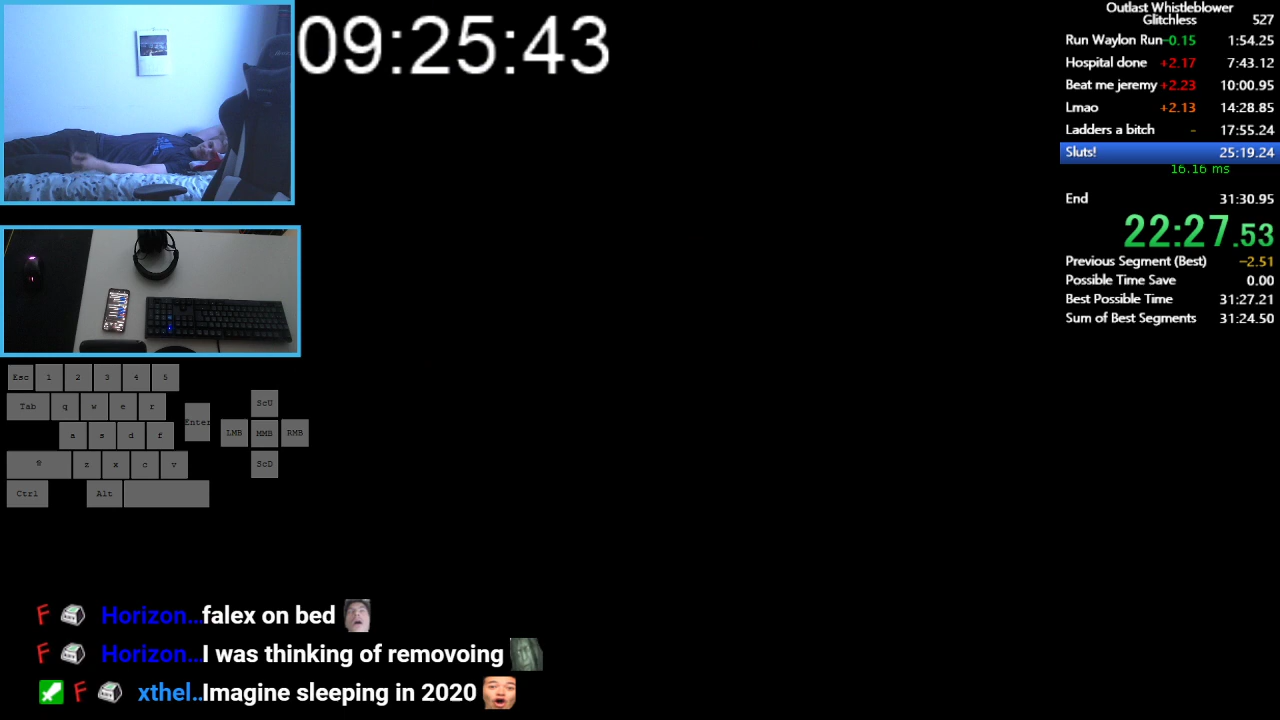 09:25:43
Outlast Whistleblower
Glitchless 527
Run Waylon Run -0.15 1:54.25
Hospital done +2.17 7:43.12
Beat me jeremy +2.23 10:00.95
Lmao +2.13 14:28.85
Ladders a bitch - 17:55.24
Sluts! 25:19.24
16.16 ms
End 31:30.95
22:27.53
Previous Segment (Best) -2.51
Possible Time Save 0.00
Best Possible Time 31:27.21
Sum of Best Segments 31:24.50
Esc 1 2 3 4 5
Tab q w e r Enter
a s d f
z x c v
Ctrl Alt
ScU
LMB MMB RMB
ScD
Horizon... falex on bed
Horizon... I was thinking of removoing
xthel.. Imagine sleeping in 2020